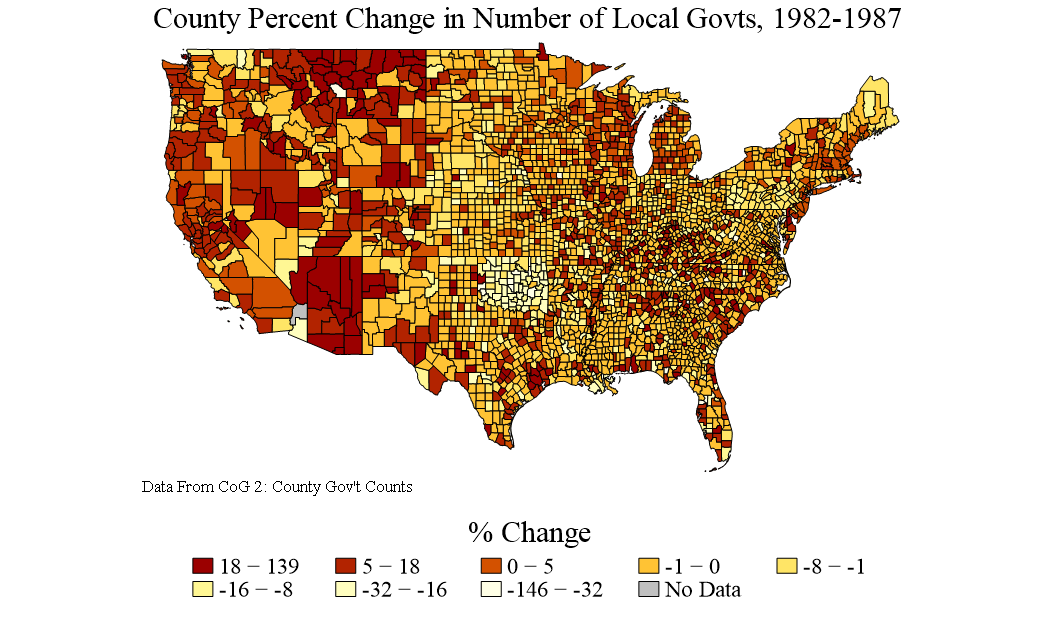 County Percent Change in Number of Local Govts, 1982-1987
Data From CoG 2: County Gov't Counts
% Change
18 − 139 5 − 18 0 − 5 -1 − 0 -8 − -1
-16 − -8 -32 − -16 -146 − -32 No Data